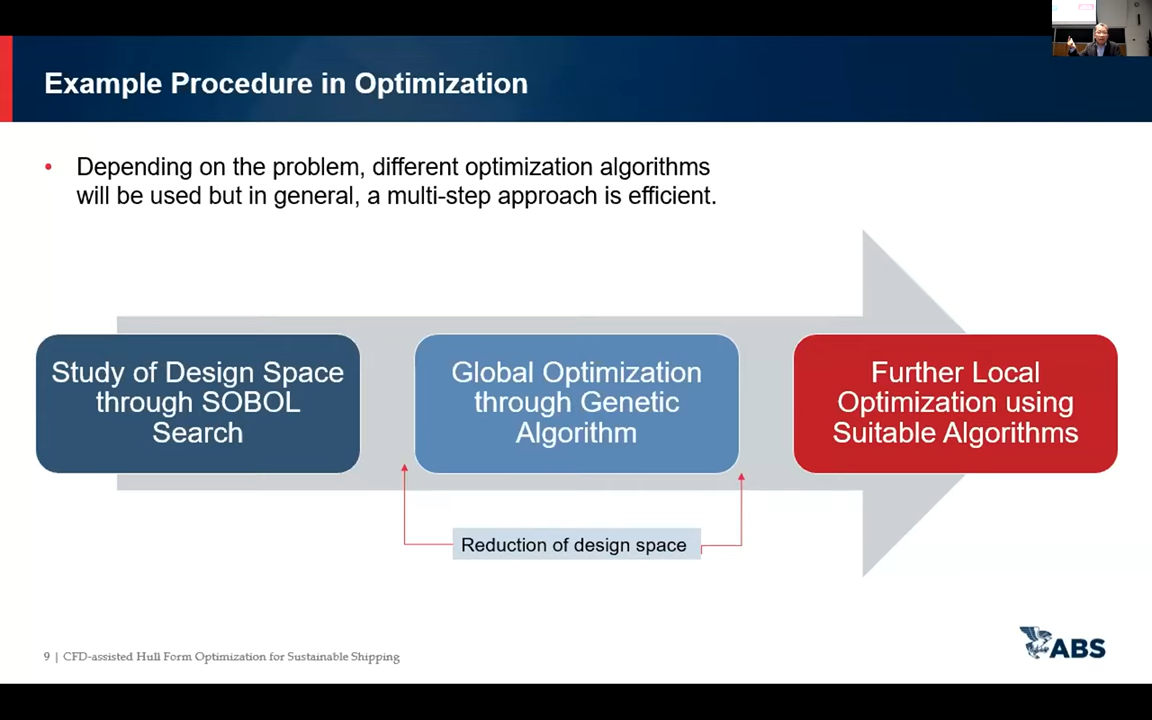 Example Procedure in Optimization
• Depending on the problem, different optimization algorithms
will be used but in general, a multi-step approach is efficient.
Study of Design Space
through SOBOL
Search
Global Optimization
through Genetic
Algorithm
Further Local
Optimization using
Suitable Algorithms
Reduction of design space
9 | CFD-assisted Hull Form Optimization for Sustainable Shipping
ABS